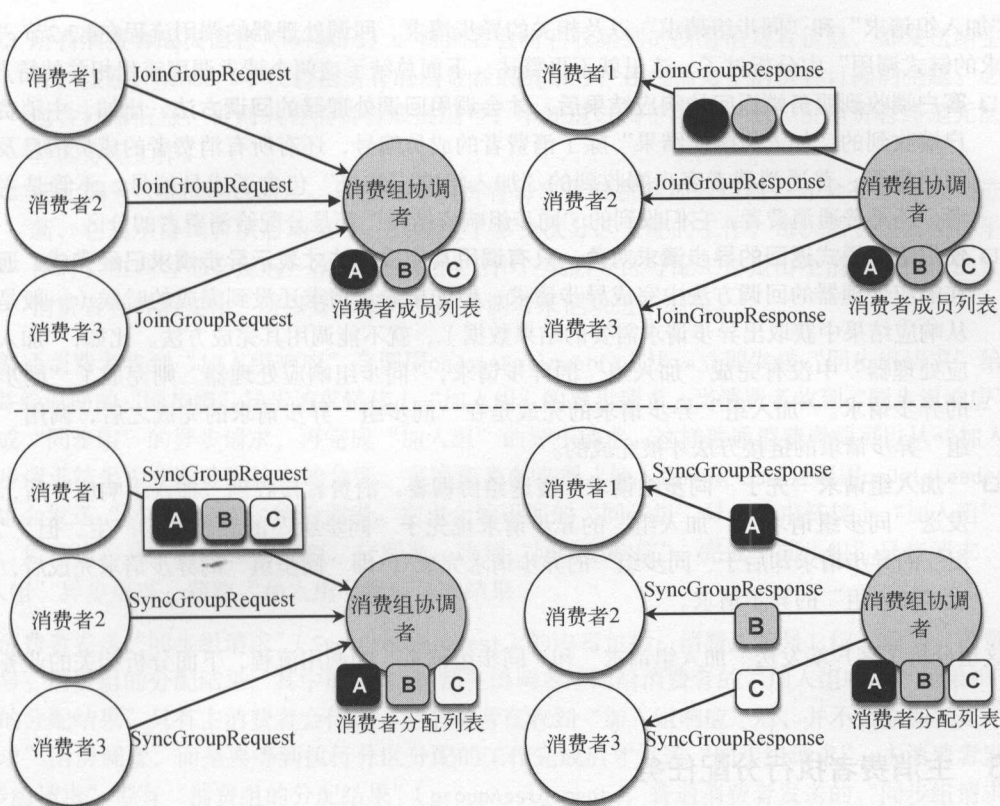 消费者1
JoinGroupRequest
消费者2
JoinGroupRequest
消费者3
JoinGroupRequest
消费组协调
者
A B C
消费者成员列表
消费者1
JoinGroupResponse
消费者2
JoinGroupResponse
消费者3
JoinGroupResponse
消费组协调
者
A B C
消费者成员列表
消费者1
SyncGroupRequest
A B C
消费者2
SyncGroupRequest
消费者3
SyncGroupRequest
消费组协调
者
A B C
消费者分配列表
消费者1
SyncGroupResponse
A
消费者2
SyncGroupResponse
B
消费者3
C
SyncGroupResponse
消费组协调
者
A B C
消费者分配列表